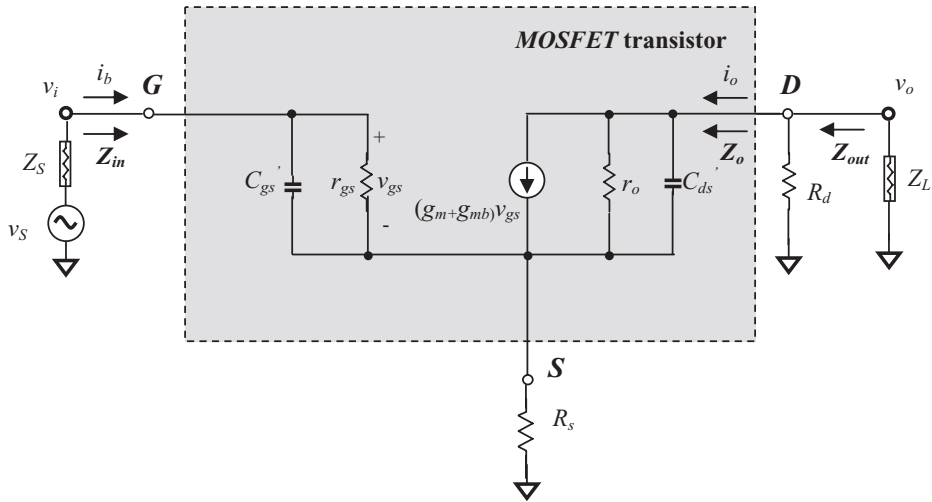 MOSFET transistor
v_i
i_b
G
i_o
D
v_o
Z_in
Z_o
Z_out
Z_S
C_gs'
r_gs
+
v_gs
-
(g_m+g_mb)v_gs
r_o
C_ds'
R_d
Z_L
v_S
S
R_s